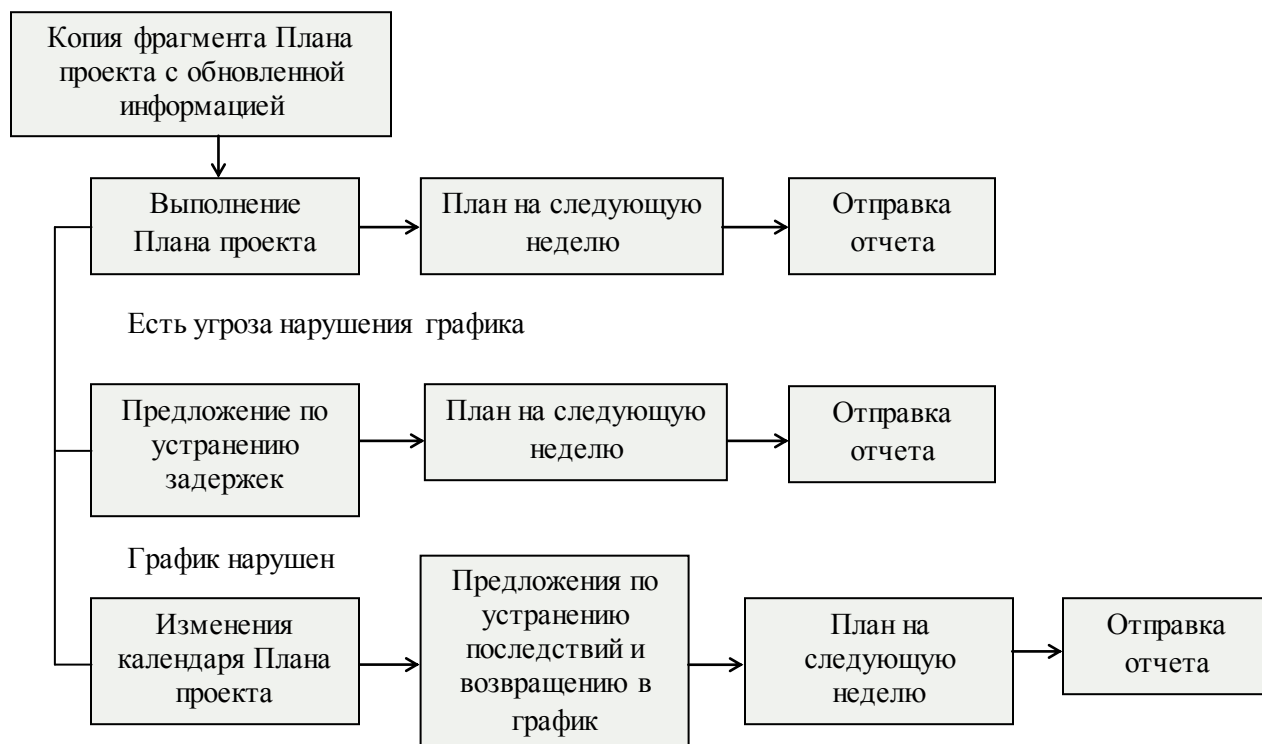 Копия фрагмента Плана
проекта с обновленной
информацией
Выполнение
Плана проекта
План на следующую
неделю
Отправка
отчета
Есть угроза нарушения графика
Предложение по
устранению
задержек
План на следующую
неделю
Отправка
отчета
График нарушен
Изменения
календаря Плана
проекта
Предложения по
устранению
последствий и
возвращению в
график
План на
следующую
неделю
Отправка
отчета